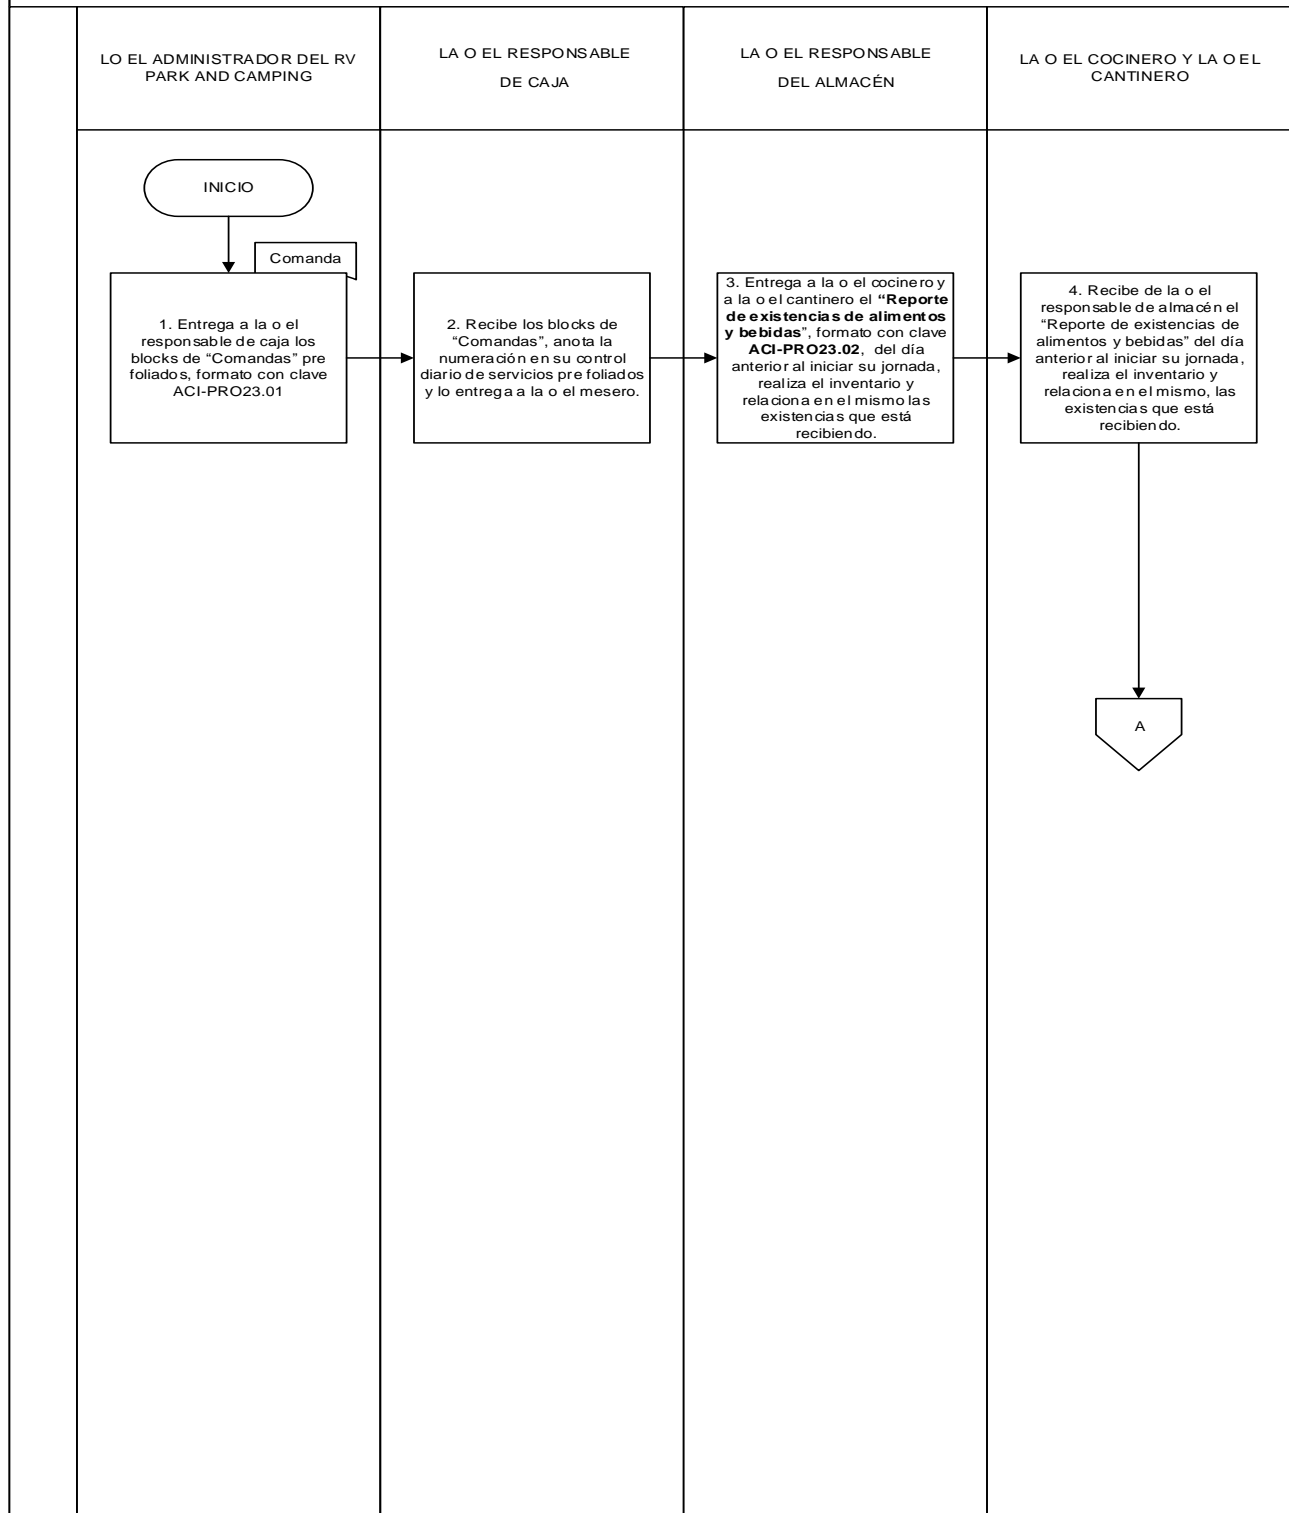 LO EL ADMINISTRADOR DEL RV
PARK AND CAMPING
LA O EL RESPONSABLE
DE CAJA
LA O EL RESPONSABLE
DEL ALMACÉN
LA O EL COCINERO Y LA O EL
CANTINERO
INICIO
Comanda
1. Entrega a la o el
responsable de caja los
blocks de “Comandas” pre
foliados, formato con clave
ACI-PRO23.01
2. Recibe los blocks de
“Comandas”, anota la
numeración en su control
diario de servicios pre foliados
y lo entrega a la o el mesero.
3. Entrega a la o el cocinero y
a la o el cantinero el “Reporte
de existencias de alimentos
y bebidas”, formato con clave
ACI-PRO23.02, del día
anterior al iniciar su jornada,
realiza el inventario y
relaciona en el mismo las
existencias que está
recibiendo.
4. Recibe de la o el
responsable de almacén el
“Reporte de existencias de
alimentos y bebidas” del día
anterior al iniciar su jornada,
realiza el inventario y
relaciona en el mismo, las
existencias que está
recibiendo.
A